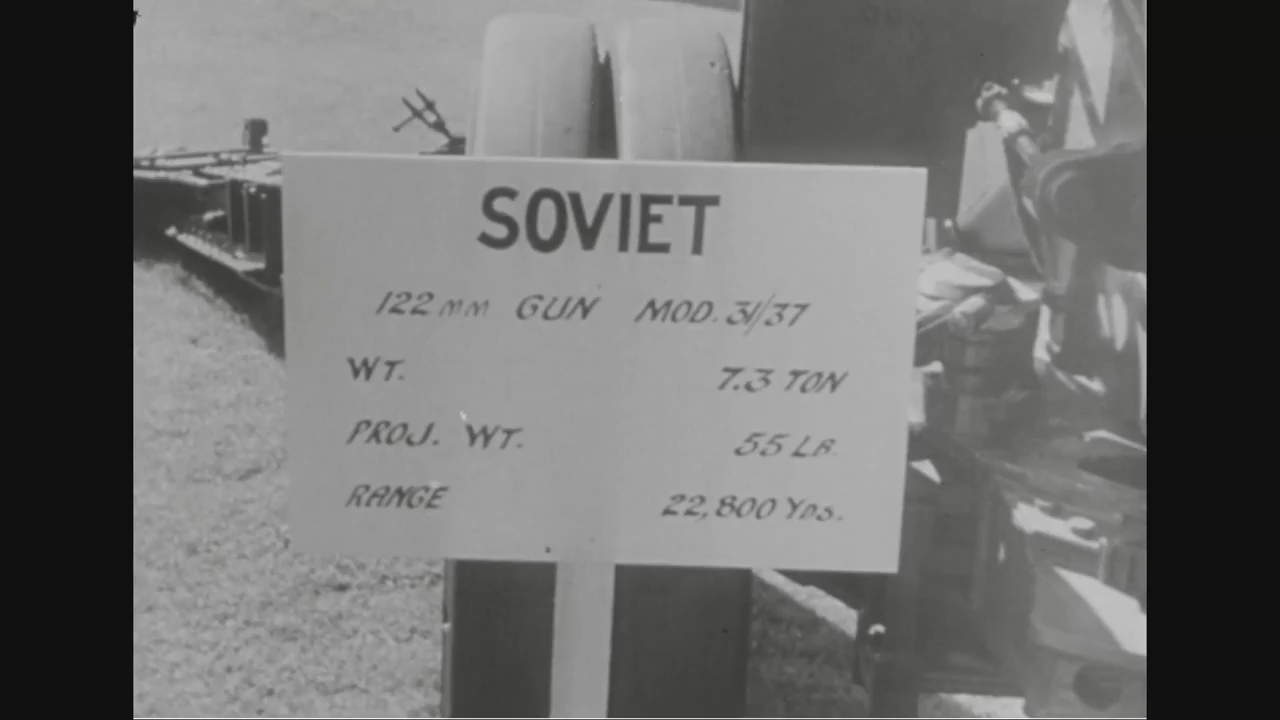 SOVIET
122 mm GUN MOD. 31/37
WT. 7.3 TON
PROJ. WT. 55 LB.
RANGE 22,800 YDS.